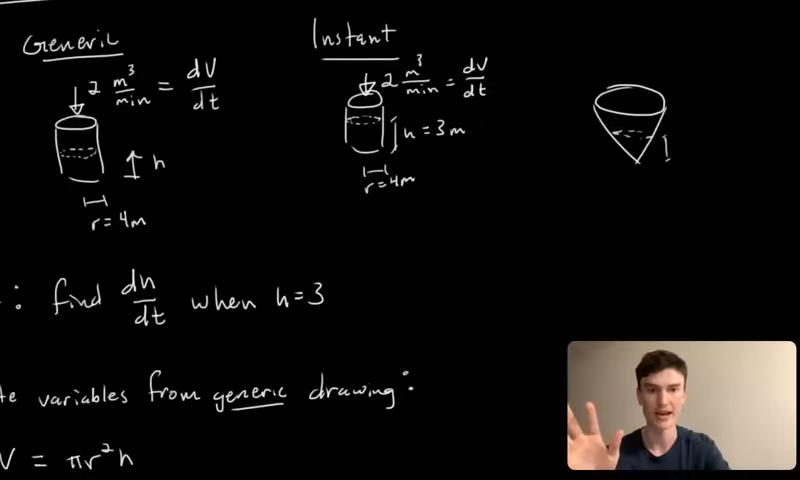 Generic
2 m³/min = dV/dt
h
r = 4m
Instant
2 m³/min = dV/dt
h = 3m
r = 4m
: find dh/dt when h = 3
te variables from generic drawing:
V = πr²h